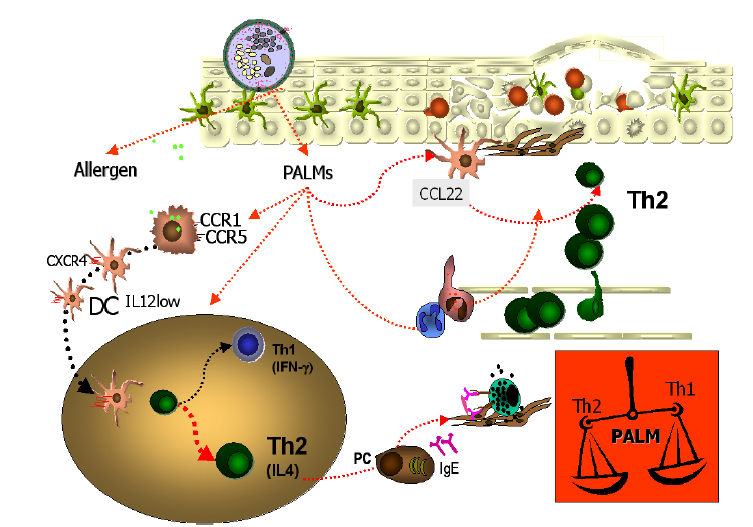 Allergen
PALMs
CCL22
Th2
CCR1
CCR5
CXCR4
DC IL12low
Th1
(IFN-γ)
Th2
(IL4)
PC
IgE
Th2
Th1
PALM